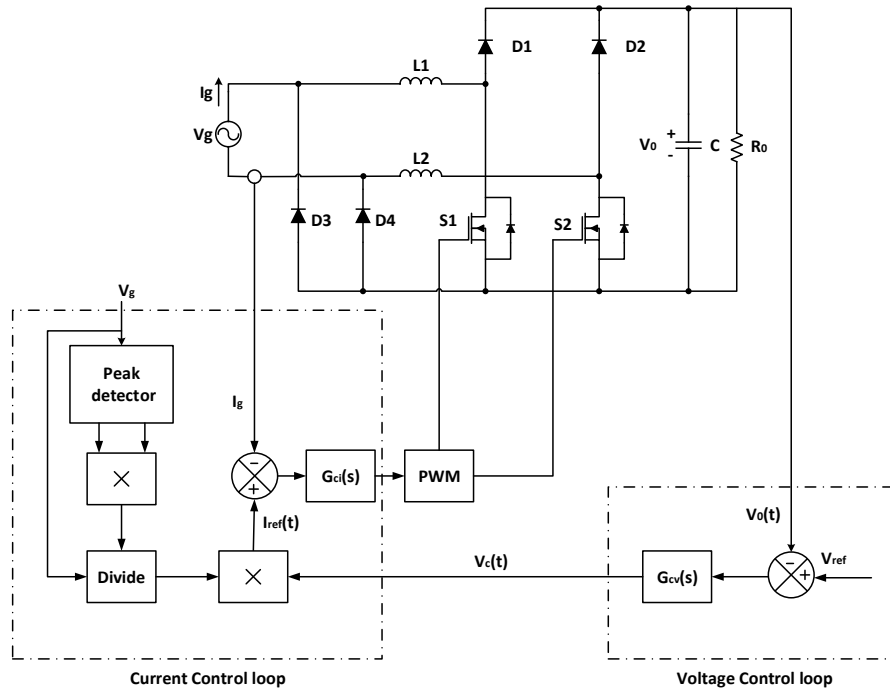 D1
D2
L1
Ig
Vg
L2
V0
+
-
C
R0
D3
D4
S1
S2
Vg
Peak
detector
Ig
×
-
+
Gci(s)
PWM
Iref(t)
V0(t)
Divide
×
Vc(t)
Gcv(s)
-
+
Vref
Current Control loop
Voltage Control loop